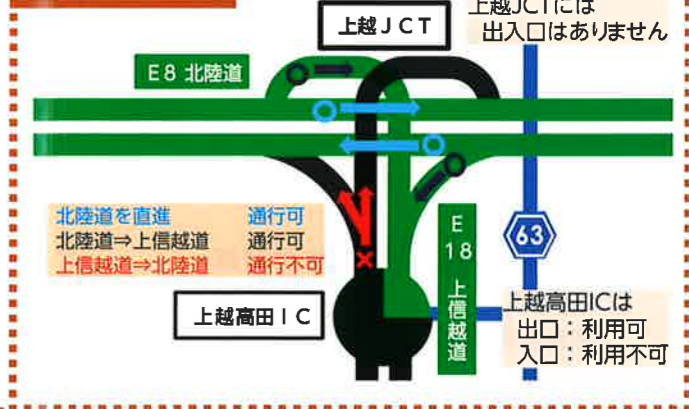 上越JCTには
出入口はありません
上越JCT
E8 北陸道
北陸道を直進 通行可
北陸道⇒上信越道 通行可
上信越道⇒北陸道 通行不可
E
18
上信越道
63
上越高田IC
上越高田ICは
出口：利用可
入口：利用不可